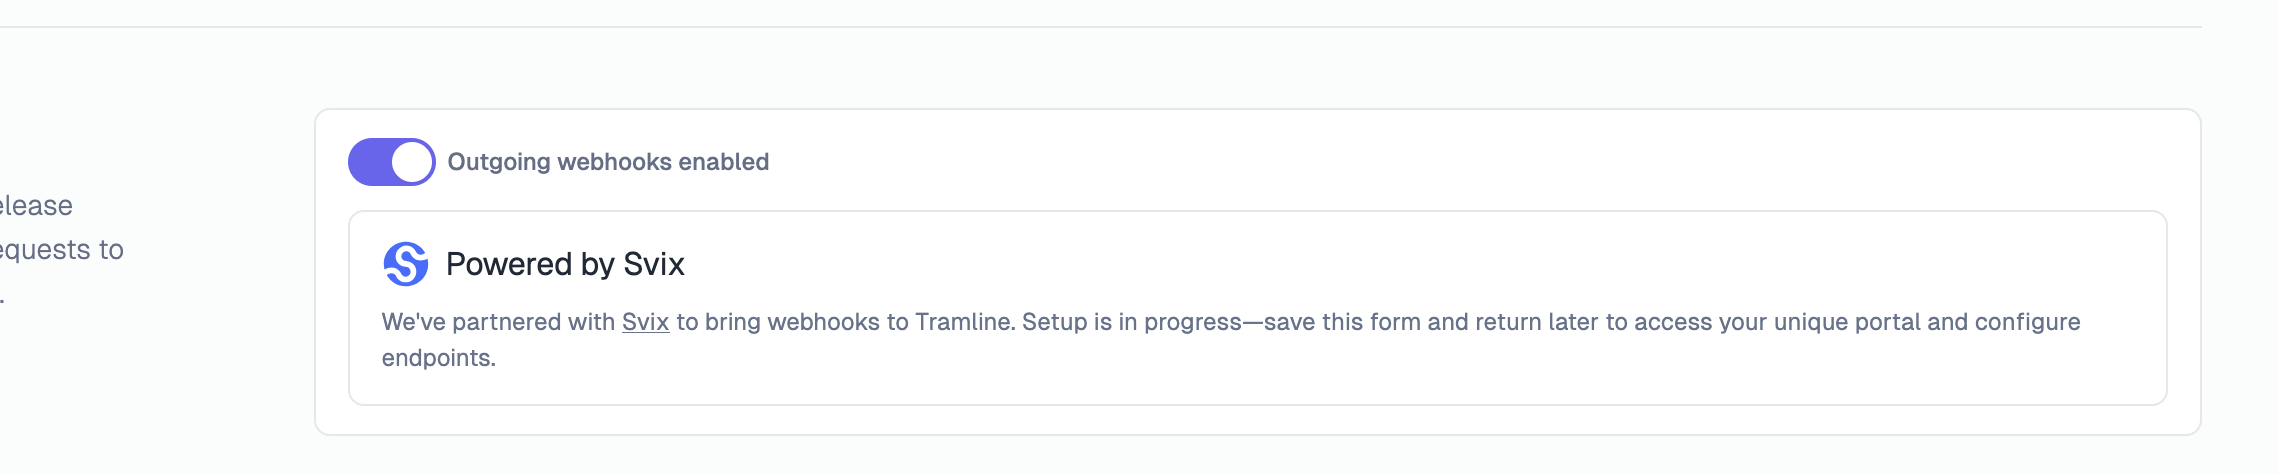 elease
equests to
.
Outgoing webhooks enabled
Powered by Svix
We've partnered with Svix to bring webhooks to Tramline. Setup is in progress—save this form and return later to access your unique portal and configure
endpoints.